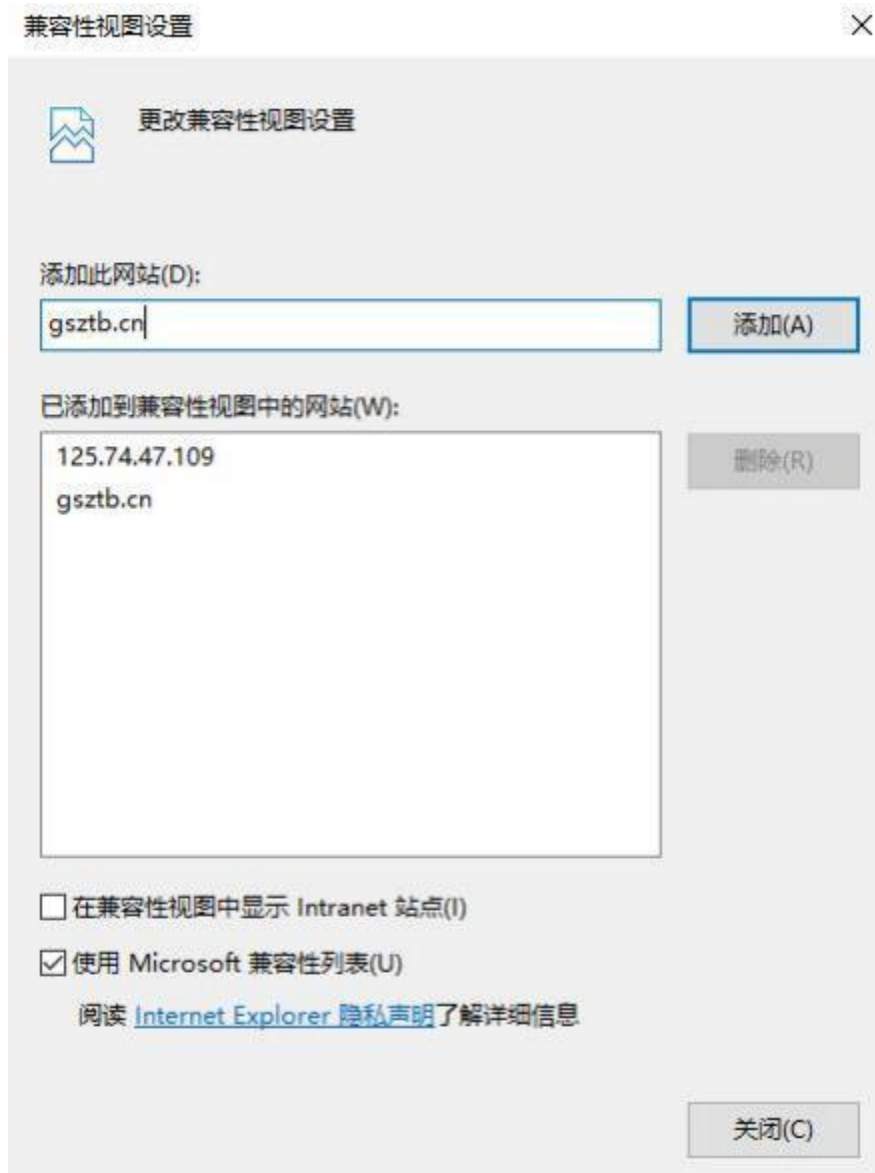 兼容性视图设置
更改兼容性视图设置
添加此网站(D):
gsztb.cn
添加(A)
已添加到兼容性视图中的网站(W):
125.74.47.109
gsztb.cn
删除(R)
在兼容性视图中显示 Intranet 站点(I)
使用 Microsoft 兼容性列表(U)
阅读 Internet Explorer 隐私声明了解详细信息
关闭(C)